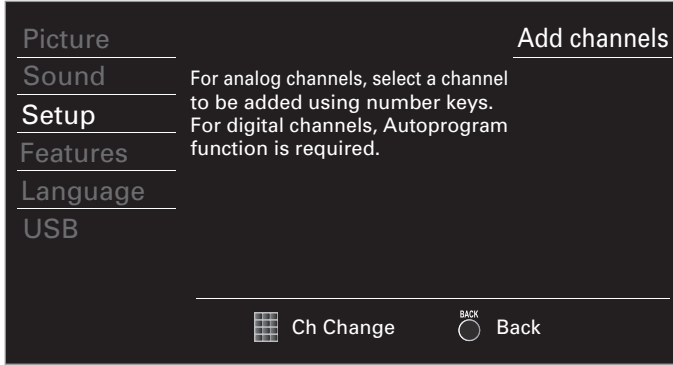 Picture
Sound
Setup
Features
Language
USB
Add channels
For analog channels, select a channel
to be added using number keys.
For digital channels, Autoprogram
function is required.
Ch Change
BACK
Back